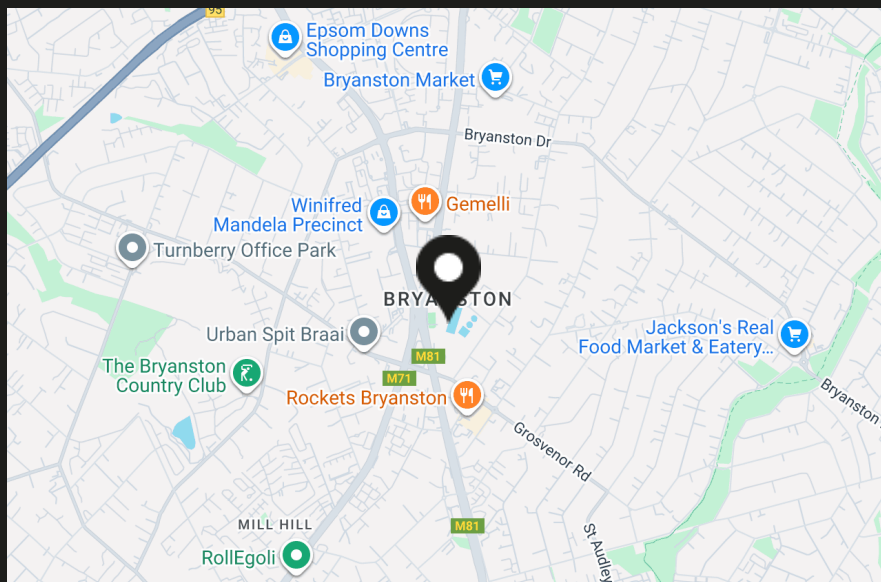 95
Epsom Downs
Shopping Centre
Bryanston Market
Bryanston Dr
Winifred
Mandela Precinct
Gemelli
Turnberry Office Park
BRYANSTON
Urban Spit Braai
Jackson's Real
Food Market & Eatery...
M81
The Bryanston
Country Club
M71
Rockets Bryanston
Bryanston
Grosvenor Rd
MILL HILL
M81
St Audley
RollEgoli